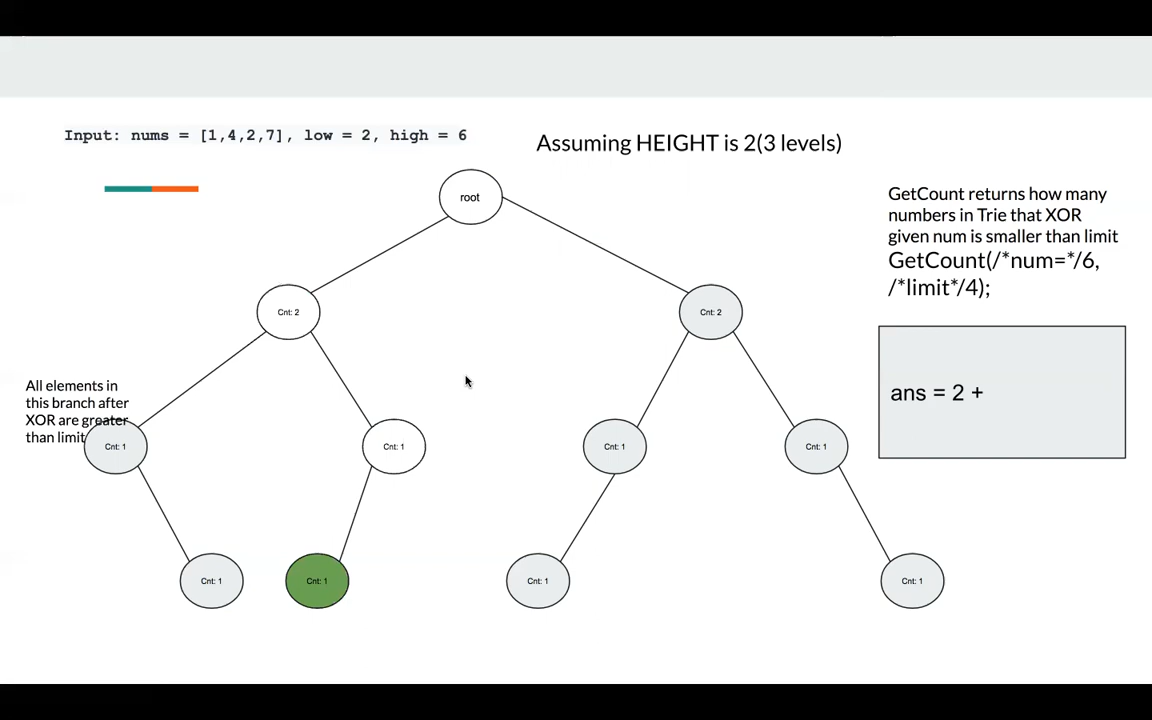 Input: nums = [1,4,2,7], low = 2, high = 6
Assuming HEIGHT is 2(3 levels)
root
GetCount returns how many
numbers in Trie that XOR
given num is smaller than limit
GetCount(/*num=*/6,
/*limit*/4);
Cnt: 2
Cnt: 2
All elements in
this branch after
XOR are greater
than limit
ans = 2 +
Cnt: 1
Cnt: 1
Cnt: 1
Cnt: 1
Cnt: 1
Cnt: 1
Cnt: 1
Cnt: 1